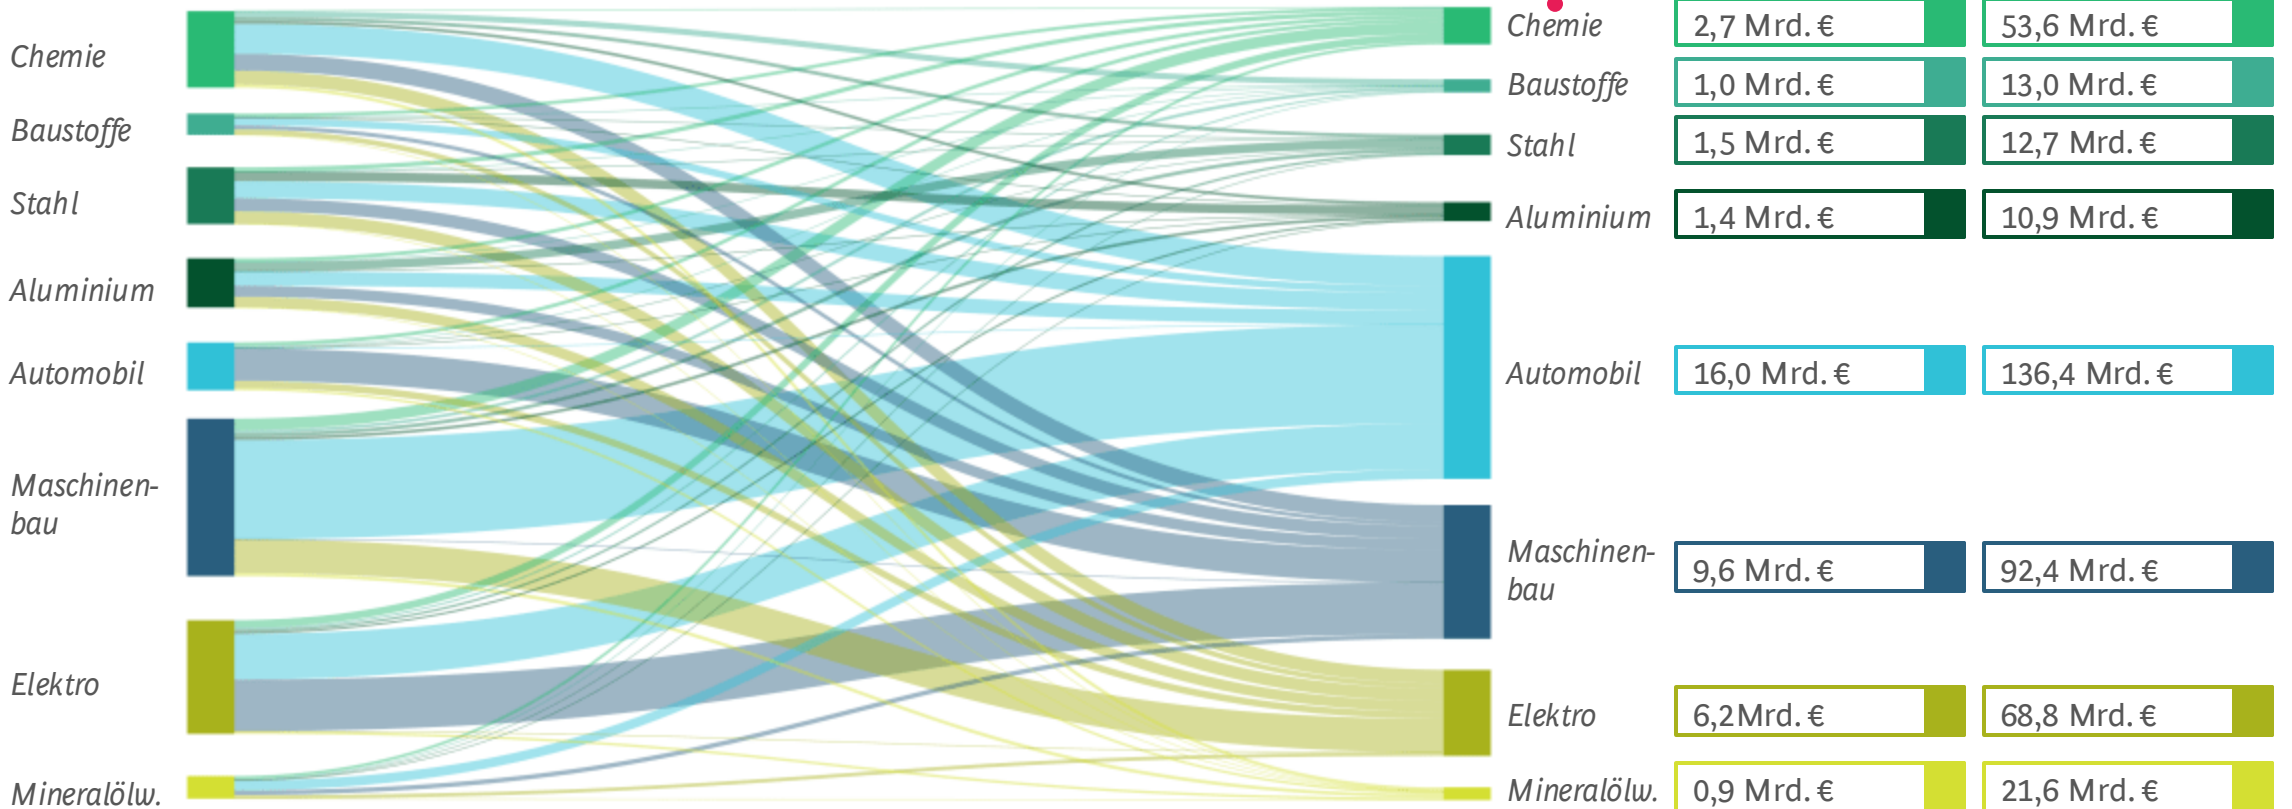 Chemie
Baustoffe
Stahl
Aluminium
Automobil
Maschinen-
bau
Elektro
Mineralölw.
Chemie 2,7 Mrd. € 53,6 Mrd. €
Baustoffe 1,0 Mrd. € 13,0 Mrd. €
Stahl 1,5 Mrd. € 12,7 Mrd. €
Aluminium 1,4 Mrd. € 10,9 Mrd. €
Automobil 16,0 Mrd. € 136,4 Mrd. €
Maschinen-
bau 9,6 Mrd. € 92,4 Mrd. €
Elektro 6,2Mrd. € 68,8 Mrd. €
Mineralölw. 0,9 Mrd. € 21,6 Mrd. €